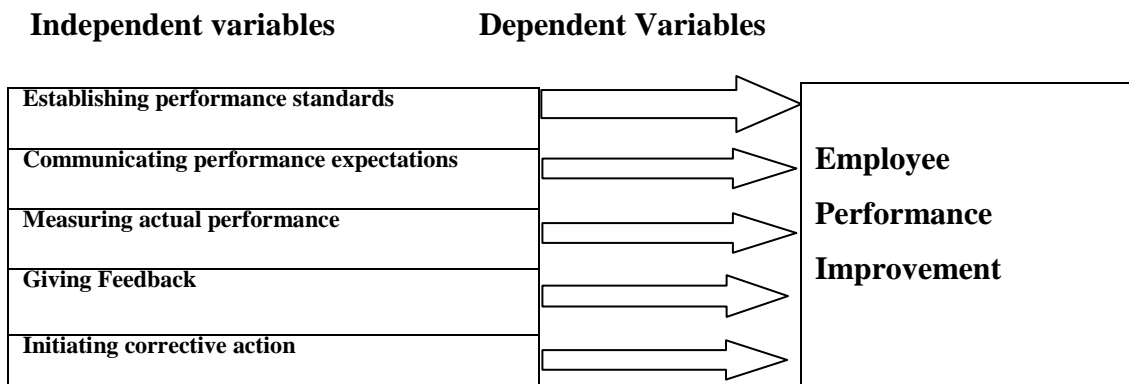 Independent variables Dependent Variables
Establishing performance standards
Communicating performance expectations
Measuring actual performance
Giving Feedback
Initiating corrective action
Employee
Performance
Improvement